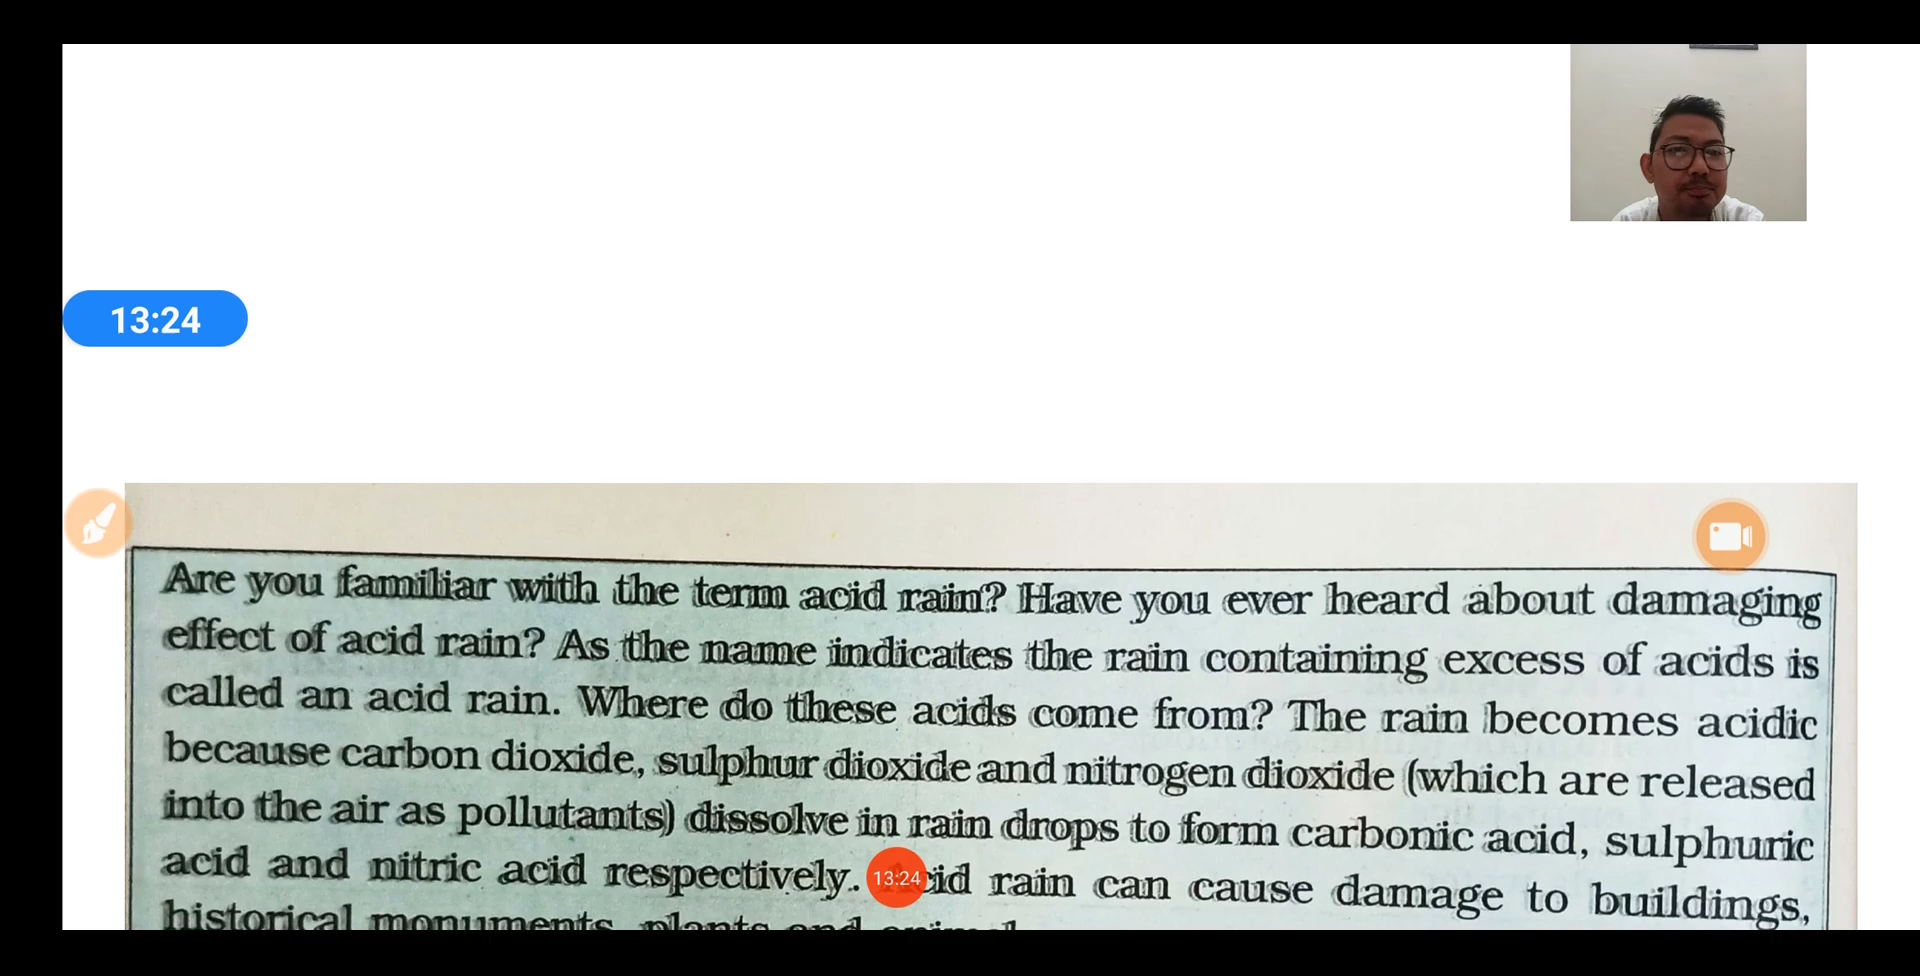 13:24
Are you familiar with the term acid rain? Have you ever heard about damaging
effect of acid rain? As the name indicates the rain containing excess of acids is
called an acid rain. Where do these acids come from? The rain becomes acidic
because carbon dioxide, sulphur dioxide and nitrogen dioxide (which are released
into the air as pollutants) dissolve in rain drops to form carbonic acid, sulphuric
acid and nitric acid respectively. Acid rain can cause damage to buildings,
13:24
historical monuments, plants and